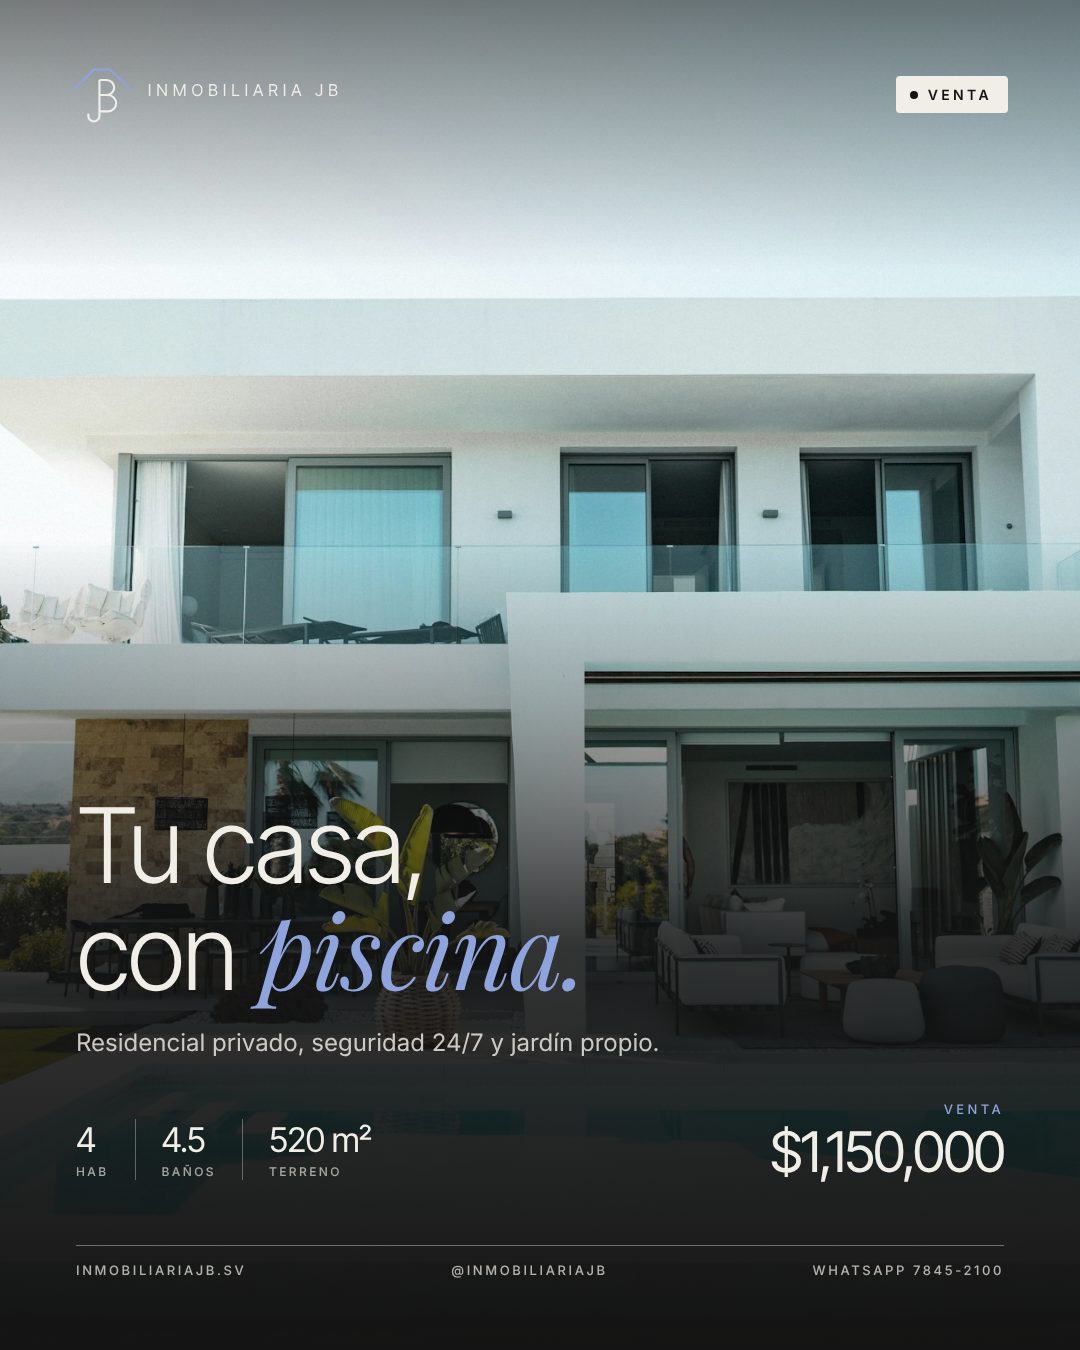 JB INMOBILIARIA JB
VENTA
Tu casa,
con piscina.
Residencial privado, seguridad 24/7 y jardín propio.
4
HAB
4.5
BAÑOS
520 m²
TERRENO
VENTA
$1,150,000
INMOBILIARIAJB.SV
@INMOBILIARIAJB
WHATSAPP 7845-2100